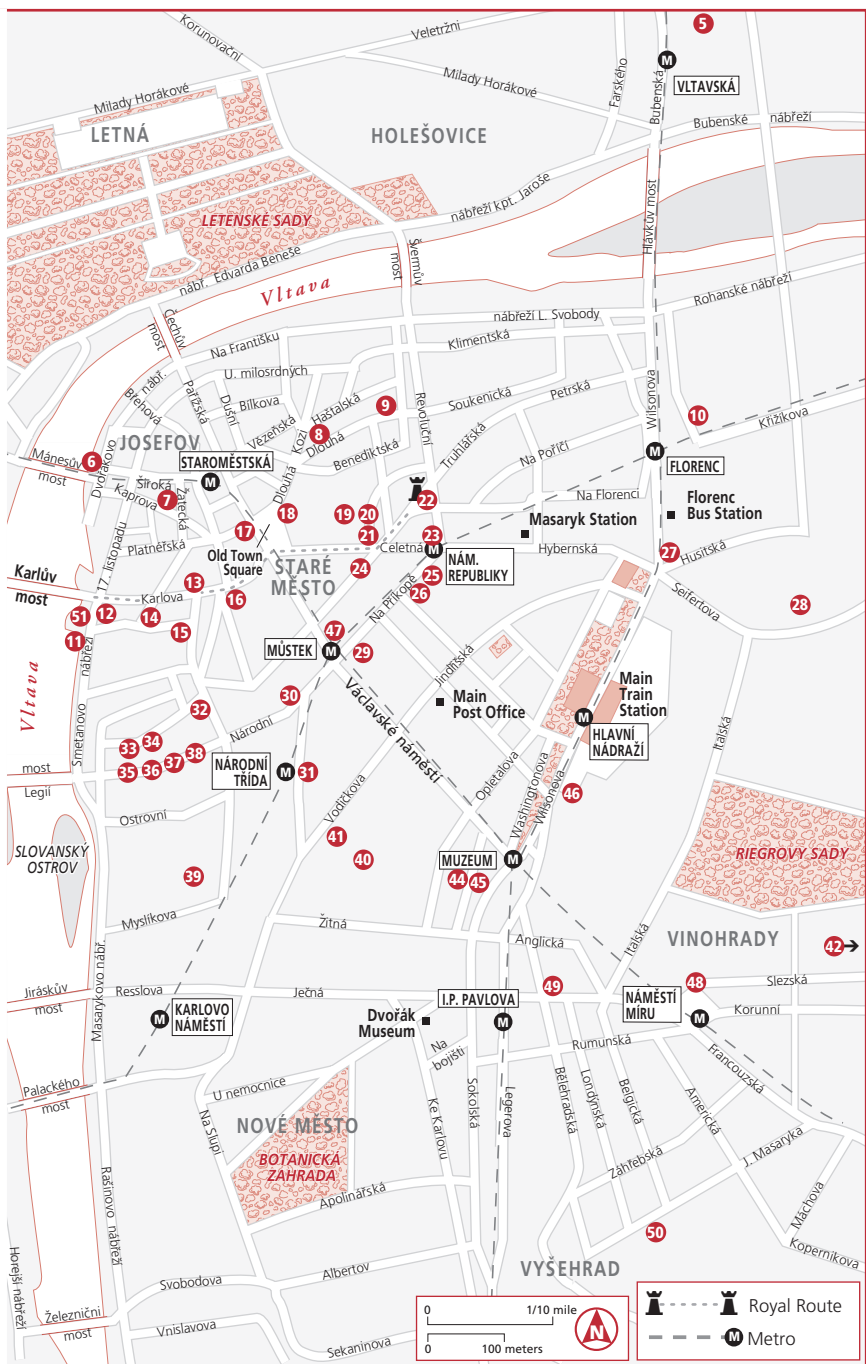 5
Korunovační
Veletržni
M
VLTAVSKÁ
Milady Horákové
Milady Horákové
Farského
Bubenská
LETNÁ
HOLEŠOVICE
Bubenské nábřeží
LETENSKÉ SADY
nábřeží kpt. Jaroše
Hlávkův most
nábř. Edvarda Beneše
Švermův
most
Vltava
Rohanské nábřeží
Čechův
most
nábřeží L. Svobody
Na Františku
Klimentská
U. milosrdných
Petrská
Pařížská
Dušní
Bílkova
Haštalská
9
Revoluční
Soukenická
Wilsonova
10
Křižíkova
Břehová
nábř.
Vězeňská
Kozí
8
Dlouhá
Truhlářská
JOSEFOV
Benediktská
Na Poříčí
M
FLORENC
6
Mánesův
most
Dvořákovo
STAROMĚSTSKÁ
M
Široká
Kaprova
7
Žatecká
Dlouhá
22
Na Florenci
Florenc
Bus Station
18
19
20
Masaryk Station
17
21
23
Platnéřská
Old Town
Square
Celetná
M
Hybernská
27
Husitská
17. listopadu
STARÉ
MĚSTO
24
NÁM.
REPUBLIKY
Karlův
most
13
25
Seifertova
Karlova
16
26
Na Příkopě
28
51
12
14
11
15
47
nábřeží
MŮSTEK
M
29
Jindřišská
Vltava
30
Main
Post Office
Main
Train
Station
32
Václavské náměstí
M
HLAVNÍ
NÁDRAŽÍ
Smetanovo
Národní
33
34
38
Italská
35
36
37
NÁRODNÍ
TŘÍDA
M
31
most
Legií
Opletalova
Washingtonova
Wilsonova
46
Vodičkova
Ostrovní
41
SLOVANSKÝ
OSTROV
40
MUZEUM
M
RIEGROVY SADY
39
44
45
Myslíkova
Žitná
Anglická
Italská
VINOHRADY
42
Masarykovo nábř.
Jiráskův
most
Resslova
Ječná
49
48
Slezská
I.P. PAVLOVA
NÁMĚSTÍ
MÍRU
Korunní
M
KARLOVO
NÁMĚSTÍ
Dvořák
Museum
M
M
Na
bojišti
Rumunská
Francouzská
Palackého
most
U nemocnice
Na Slupi
Ke Karlovu
Sokolská
Legerova
Bělehradská
Londýnská
Belgická
Americká
NOVÉ MĚSTO
BOTANICKÁ
ZAHRADA
Záhřebská
J. Masaryka
Apolinářská
Rašínovo nábřeží
Máchova
50
Kopernikova
Horejší nábřeží
Albertov
VYŠEHRAD
Svobodova
Železniční
most
Vnislavova
Sekaninova
0 1/10 mile
0 100 meters
N
Royal Route
M Metro